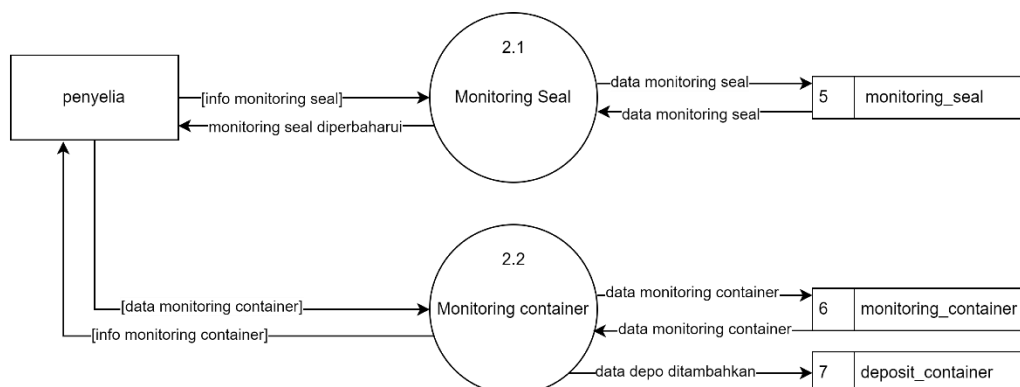 2.1
penyelia
[info monitoring seal]
Monitoring Seal
data monitoring seal
5
monitoring_seal
monitoring seal diperbaharui
data monitoring seal
2.2
[data monitoring container]
Monitoring container
data monitoring container
6
monitoring_container
[info monitoring container]
data monitoring container
data depo ditambahkan
7
deposit_container